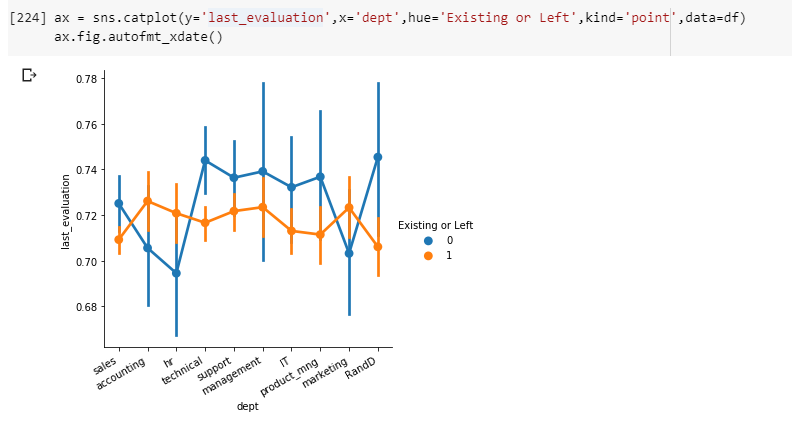 [224] ax = sns.catplot(y='last_evaluation',x='dept',hue='Existing or Left',kind='point',data=df)
ax.fig.autofmt_xdate()
0.78
0.76
0.74
0.72
0.70
0.68
last_evaluation
Existing or Left
0
1
sales
accounting
hr
technical
support
management
IT
product_mng
marketing
RandD
dept